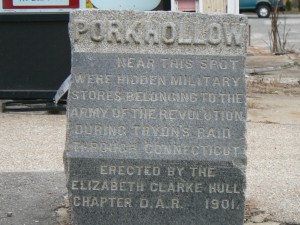 PORKHOLLOW
NEAR THIS SPOT
WERE HIDDEN MILITARY
STORES BELONGING TO THE
ARMY OF THE REVOLUTION
DURING TRYON'S RAID
THROUGH CONNECTICUT
ERECTED BY THE
ELIZABETH CLARKE HULL
CHAPTER D.A.R. 1901.